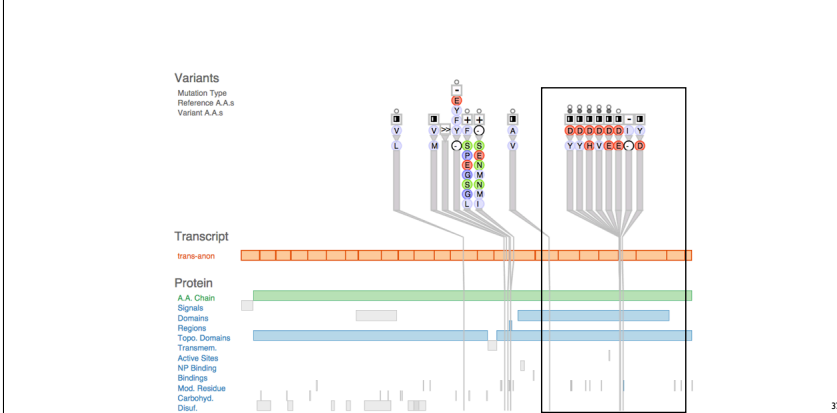 Variants
Mutation Type
Reference A.A.s
Variant A.A.s
-
E
Y
F
V V >> Y F - A D D D D D D I Y
L M - S S V Y Y H V E E - D
P E
E N
G M
S N
G M
L I
Transcript
trans-anon
Protein
A.A. Chain
Signals
Domains
Regions
Topo. Domains
Transmem.
Active Sites
NP Binding
Bindings
Mod. Residue
Carbohyd.
Disuf.